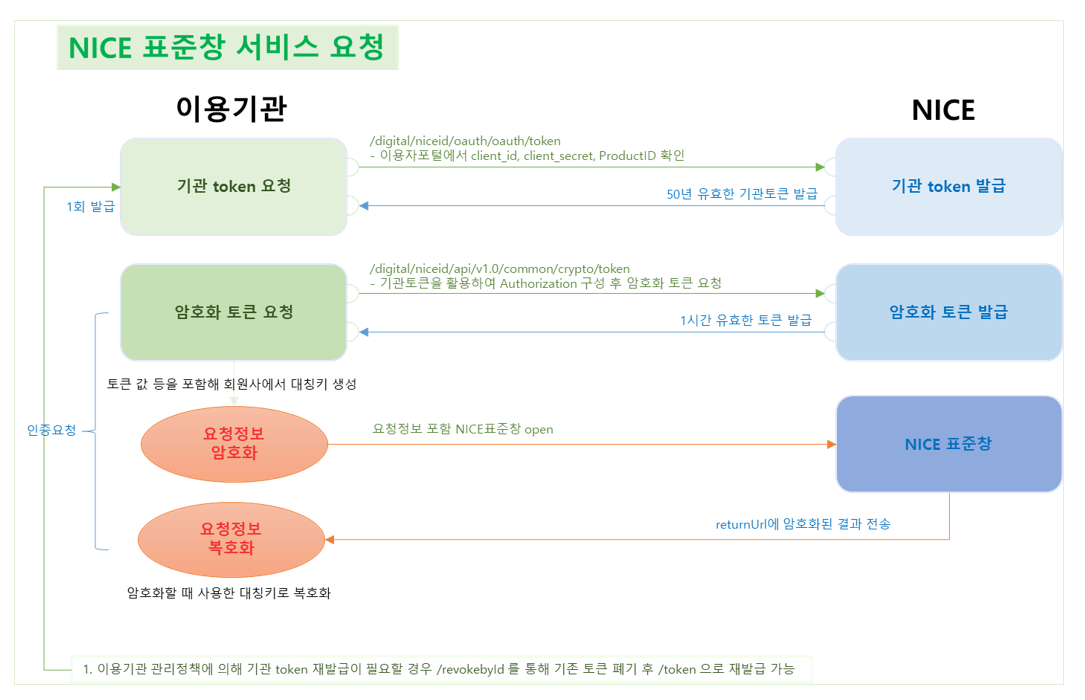 NICE 표준창 서비스 요청
이용기관
NICE
기관 token 요청
/digital/niceid/oauth/oauth/token
- 이용자포털에서 client_id, client_secret, ProductID 확인
기관 token 발급
1회 발급
50년 유효한 기관토큰 발급
암호화 토큰 요청
/digital/niceid/api/v1.0/common/crypto/token
- 기관토큰을 활용하여 Authorization 구성 후 암호화 토큰 요청
암호화 토큰 발급
1시간 유효한 토큰 발급
토큰 값 등을 포함해 회원사에서 대칭키 생성
인증요청
요청정보
암호화
요청정보 포함 NICE표준창 open
NICE 표준창
요청정보
복호화
returnUrl에 암호화된 결과 전송
암호화할 때 사용한 대칭키로 복호화
1. 이용기관 관리정책에 의해 기관 token 재발급이 필요할 경우 /revokebyId 를 통해 기존 토큰 폐기 후 /token 으로 재발급 가능